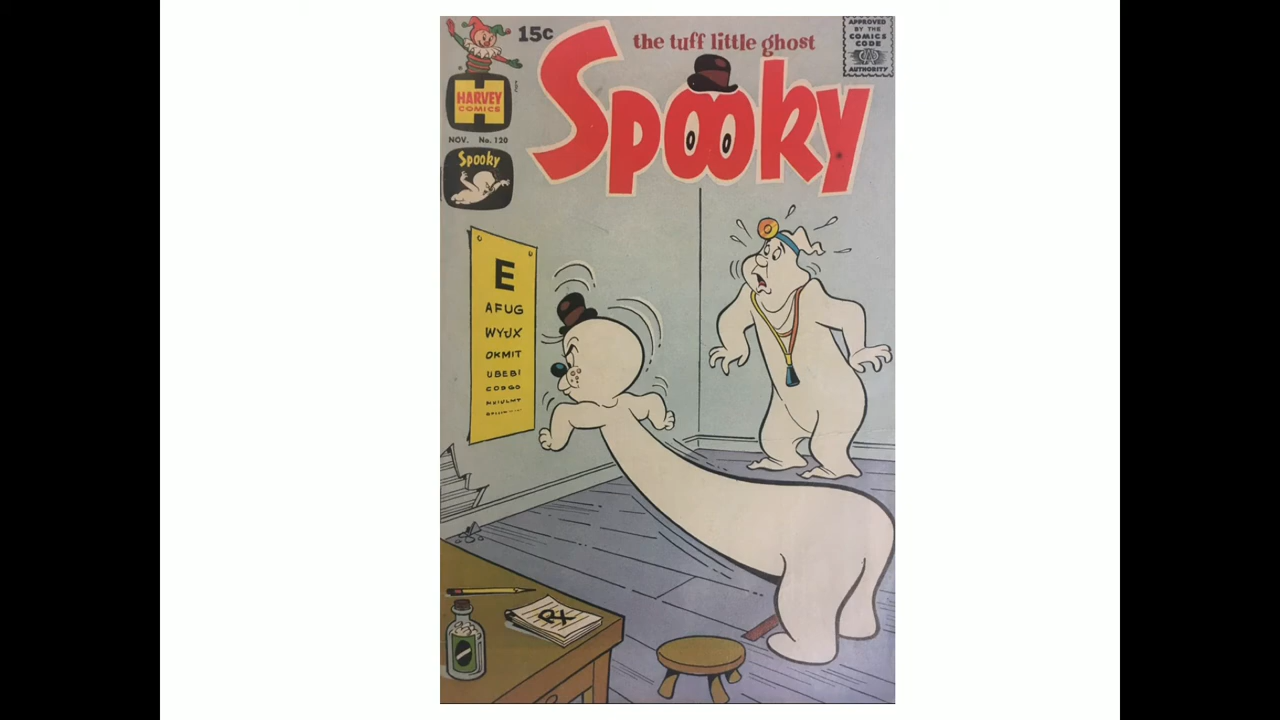 15c
the tuff little ghost
Spooky
APPROVED
BY THE
COMICS
CODE
AUTHORITY
HARVEY
COMICS
NOV. No. 120
Spooky
E
AFUG
WYJX
OKMIT
UBEBI
CODGO
RX